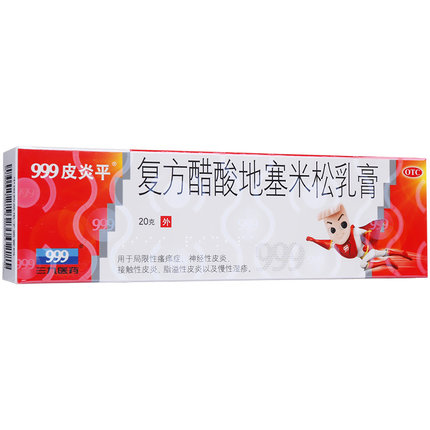 999皮炎平®
复方醋酸地塞米松乳膏
OTC
20克 外
用于局限性瘙痒症、神经性皮炎、
接触性皮炎、脂溢性皮炎以及慢性湿疹。
999
999
三九医药